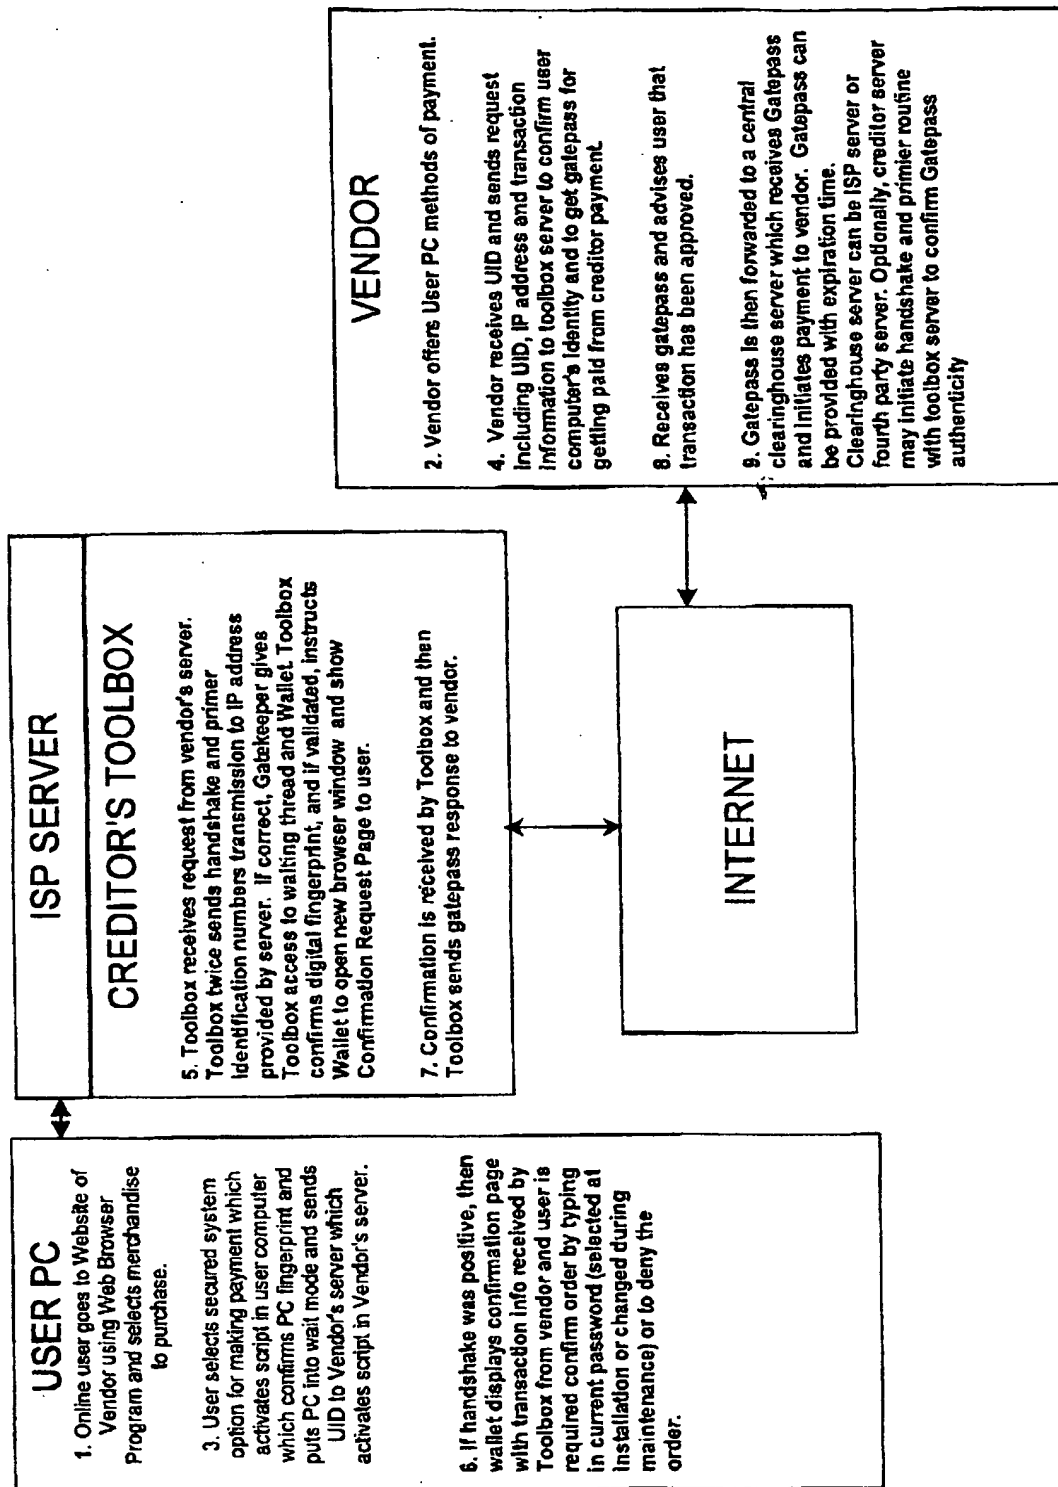 USER PC
1. Online user goes to Website of
Vendor using Web Browser
Program and selects merchandise
to purchase.
3. User selects secured system
option for making payment which
activates script in user computer
which confirms PC fingerprint and
puts PC into wait mode and sends
UID to Vendor's server which
activates script in Vendor's server.
6. If handshake was positive, then
wallet displays confirmation page
with transaction info received by
Toolbox from vendor and user is
required confirm order by typing
in current password (selected at
installation or changed during
maintenance) or to deny the
order.
ISP SERVER
CREDITOR'S TOOLBOX
5. Toolbox receives request from vendor's server.
Toolbox twice sends handshake and primer
identification numbers transmission to IP address
provided by server. If correct, Gatekeeper gives
Toolbox access to waiting thread and Wallet. Toolbox
confirms digital fingerprint, and if validated, instructs
Wallet to open new browser window and show
Confirmation Request Page to user.
7. Confirmation is received by Toolbox and then
Toolbox sends gatepass response to vendor.
INTERNET
VENDOR
2. Vendor offers User PC methods of payment.
4. Vendor receives UID and sends request
including UID, IP address and transaction
information to toolbox server to confirm user
computer's identity and to get gatepass for
getting paid from creditor payment.
8. Receives gatepass and advises user that
transaction has been approved.
9. Gatepass is then forwarded to a central
clearinghouse server which receives Gatepass
and initiates payment to vendor. Gatepass can
be provided with expiration time.
Clearinghouse server can be ISP server or
fourth party server. Optionally, creditor server
may initiate handshake and primier routine
with toolbox server to confirm Gatepass
authenticity